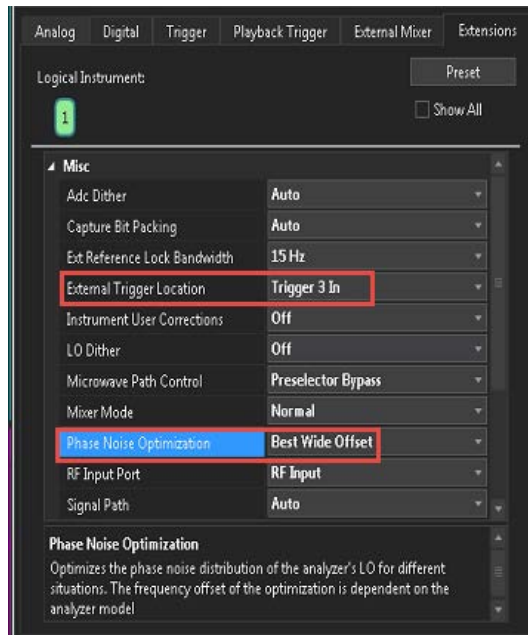 Analog Digital Trigger Playback Trigger External Mixer Extensions
Logical Instrument:
Preset
1
Show All
Misc
Adc Dither Auto
Capture Bit Packing Auto
Ext Reference Lock Bandwidth 15 Hz
External Trigger Location Trigger 3 In
Instrument User Corrections Off
LO Dither Off
Microwave Path Control Preselector Bypass
Mixer Mode Normal
Phase Noise Optimization Best Wide Offset
RF Input Port RF Input
Signal Path Auto
Phase Noise Optimization
Optimizes the phase noise distribution of the analyzer's LO for different
situations. The frequency offset of the optimization is dependent on the
analyzer model